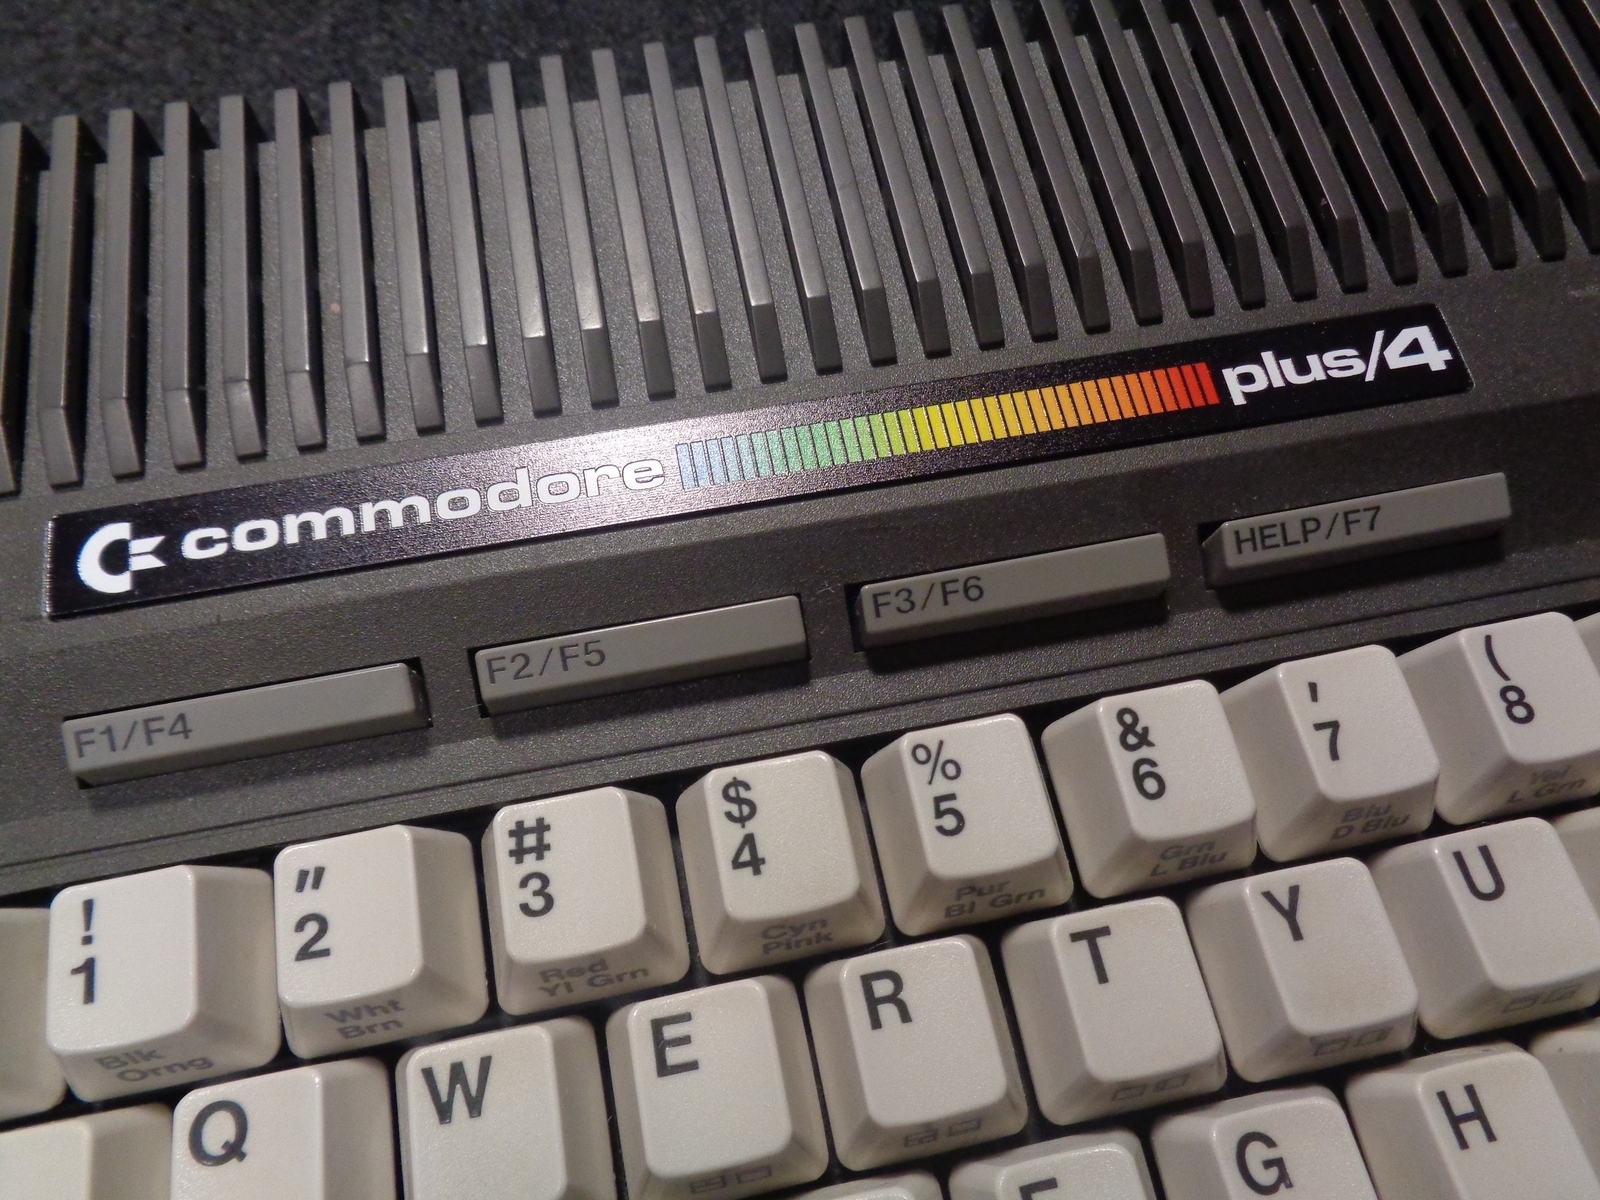 commodore plus/4
F1/F4 F2/F5 F3/F6 HELP/F7
! " # $ % & ' (
1 2 3 4 5 6 7 8
Blk Wht Red Cyn Pur Grn Blu Yel
Orng Brn Yl Grn Pink Bl Grn L Blu D Blu L Grn
Q W E R T Y U
G H